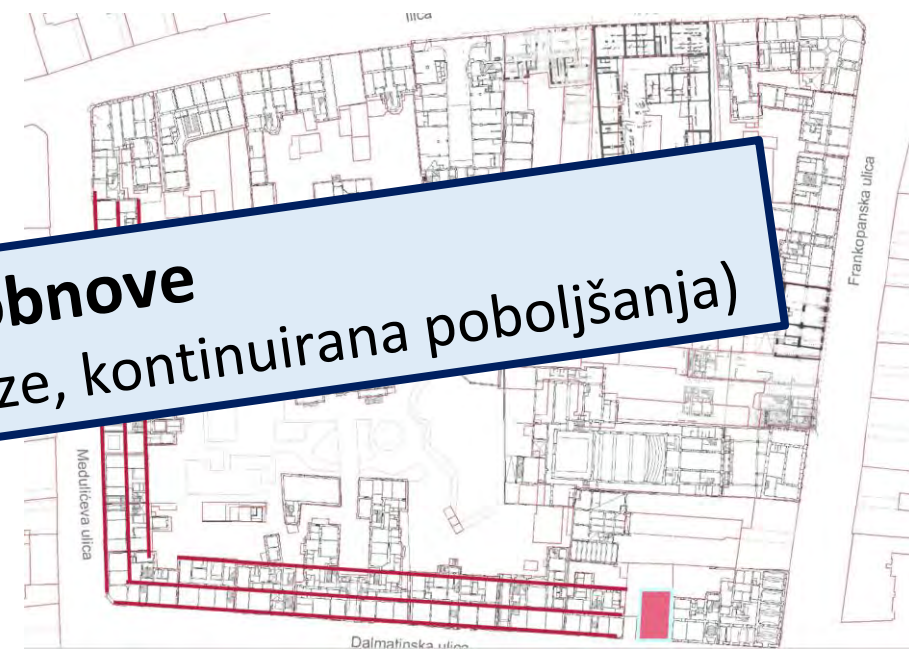 Ilica
Frankopanska ulica
obnove
ze, kontinuirana poboljšanja)
Medulićeva ulica
Dalmatinska ulica